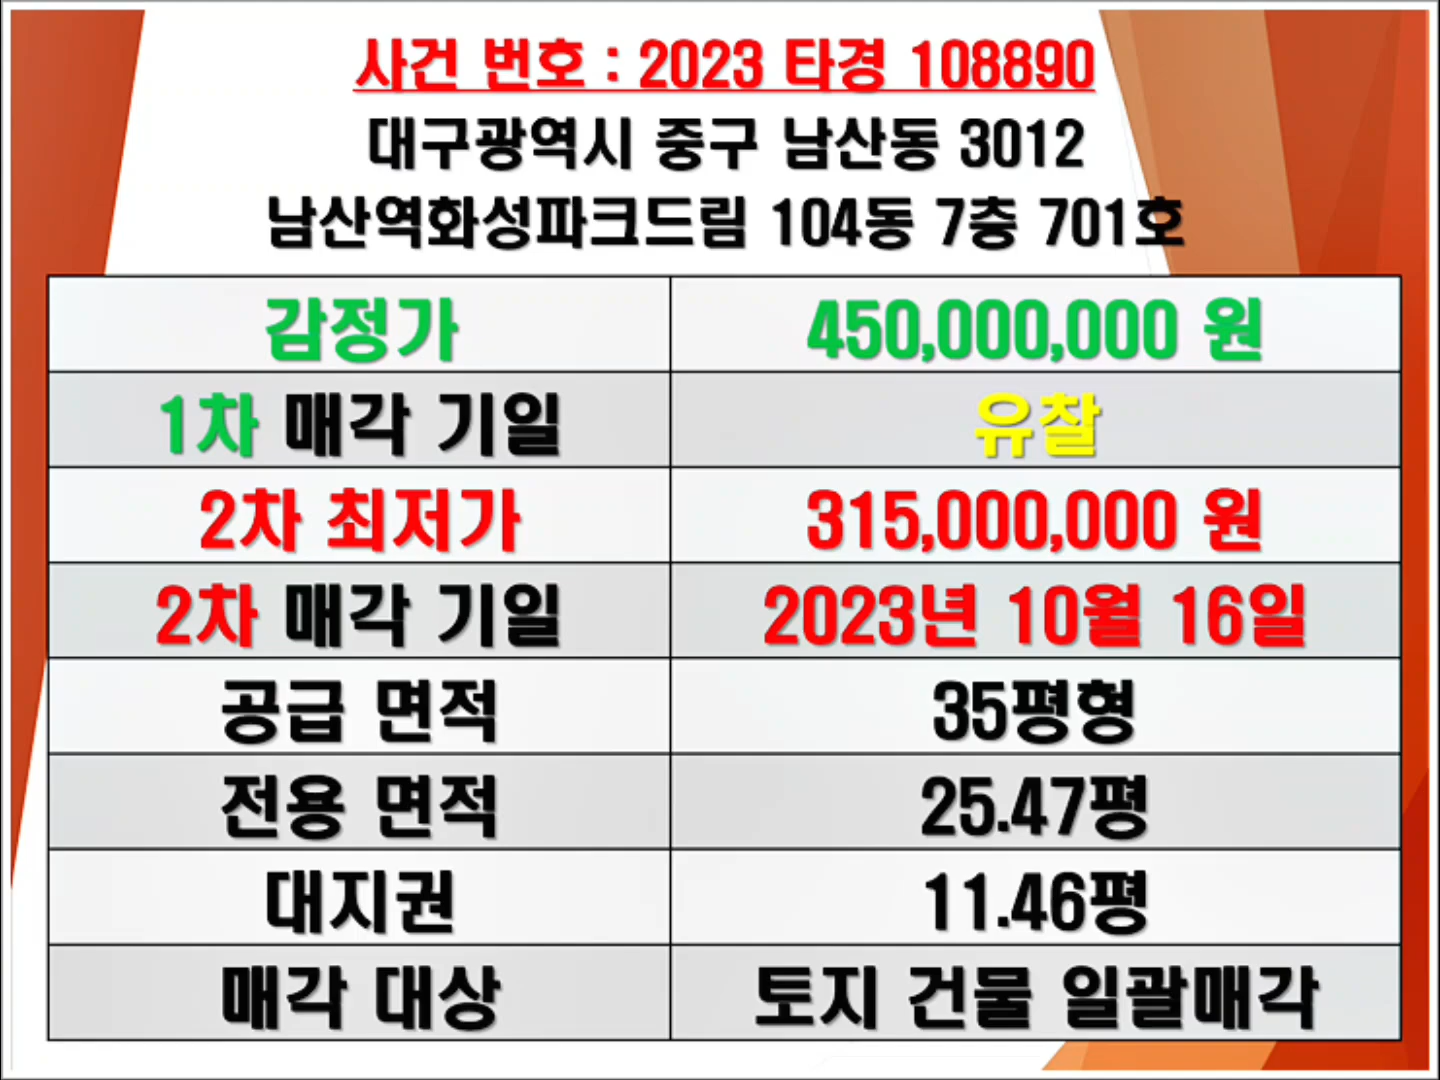 사건 번호 : 2023 타경 108890
대구광역시 중구 남산동 3012
남산역화성파크드림 104동 7층 701호
감정가 450,000,000 원
1차 매각 기일 유찰
2차 최저가 315,000,000 원
2차 매각 기일 2023년 10월 16일
공급 면적 35평형
전용 면적 25.47평
대지권 11.46평
매각 대상 토지 건물 일괄매각